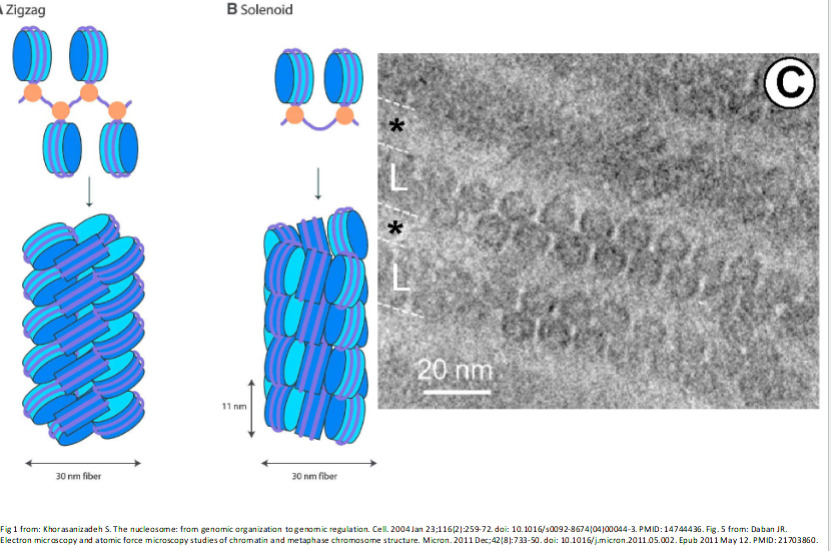 A Zigzag
B Solenoid
C
*
L
*
L
20 nm
11 nm
30 nm fiber
30 nm fiber
Fig 1 from: Khorasanizadeh S. The nucleosome: from genomic organization to genomic regulation. Cell. 2004 Jan 23;116(2):259-72. doi: 10.1016/s0092-8674(04)00044-3. PMID: 14744436. Fig. 5 from: Daban JR.
Electron microscopy and atomic force microscopy studies of chromatin and metaphase chromosome structure. Micron. 2011 Dec;42(8):733-50. doi: 10.1016/j.micron.2011.05.002. Epub 2011 May 12. PMID: 21703860.